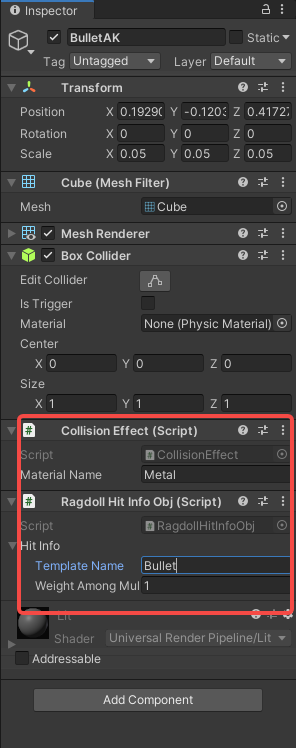 Inspector
BulletAK Static
Tag Untagged Layer Default
Transform
Position X 0.19290 Y -0.1203 Z 0.41727
Rotation X 0 Y 0 Z 0
Scale X 0.05 Y 0.05 Z 0.05
Cube (Mesh Filter)
Mesh Cube
Mesh Renderer
Box Collider
Edit Collider
Is Trigger
Material None (Physic Material)
Center
X 0 Y 0 Z 0
Size
X 1 Y 1 Z 1
# Collision Effect (Script)
Script # CollisionEffect
Material Name Metal
# Ragdoll Hit Info Obj (Script)
Script # RagdollHitInfoObj
Hit Info
Template Name Bullet
Weight Among Mul 1
Lit
Shader Universal Render Pipeline/Lit
Addressable
Add Component